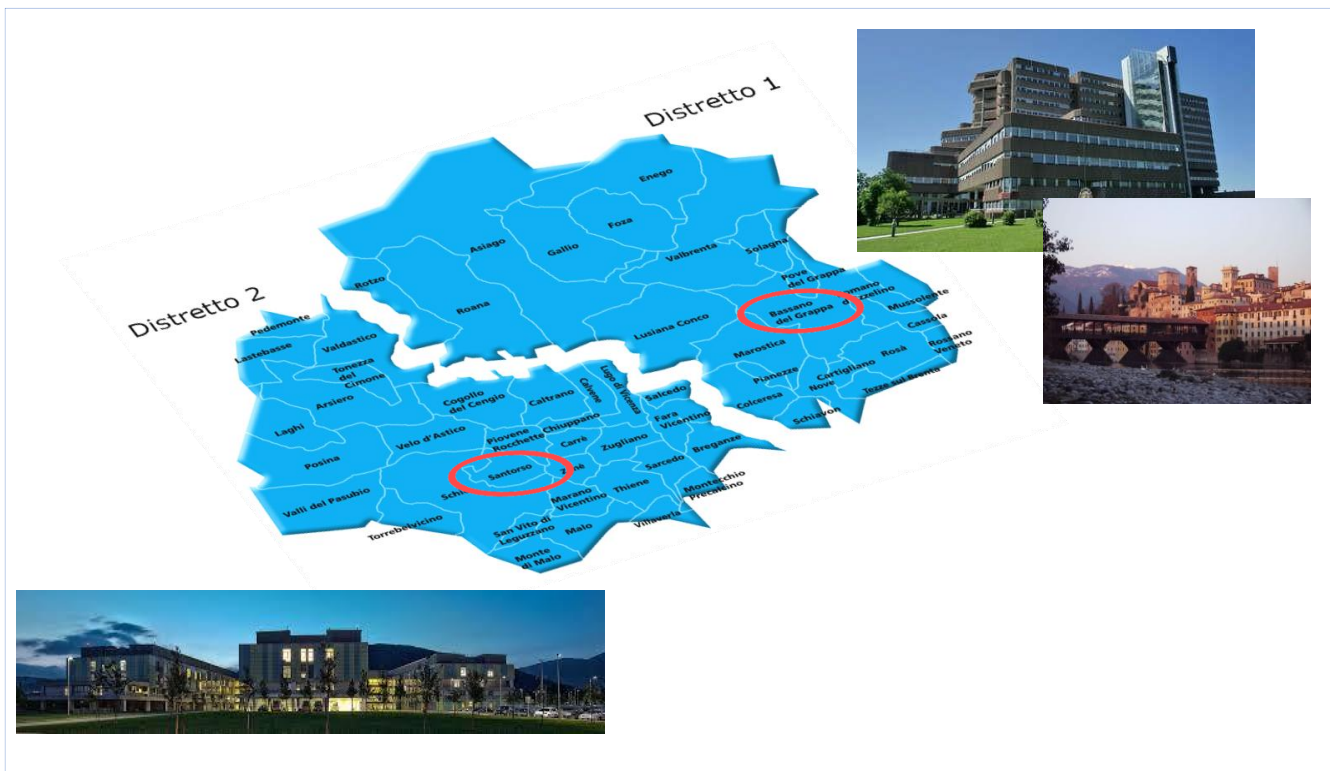 Distretto 1
Enego
Foza
Asiago
Gallio
Valbrenta
Solagna
Rotzo
Pove
del Grappa
Roana
Bassano
del Grappa
Mussolente
Lusiana Conco
Cassola
Rossano
Veneto
Marostica
Rosà
Pianezze
Cartigliano
Nove
Tezze sul Brenta
Colceresa
Schiavon
Distretto 2
Pedemonte
Lastebasse
Valdastico
Tonezza
del
Cimone
Arsiero
Cogollo
del Cengio
Caltrano
Calvene
Lugo di Vicenza
Salcedo
Laghi
Velo d'Astico
Piovene
Rocchette
Chiuppano
Fara
Vicentino
Carrè
Zugliano
Breganze
Posina
Santorso
Sarcedo
Valli del Pasubio
Marano
Vicentino
Thiene
Montecchio
Precalcino
Torrebelvicino
San Vito di
Leguzzano
Malo
Villaverla
Monte
di Malo